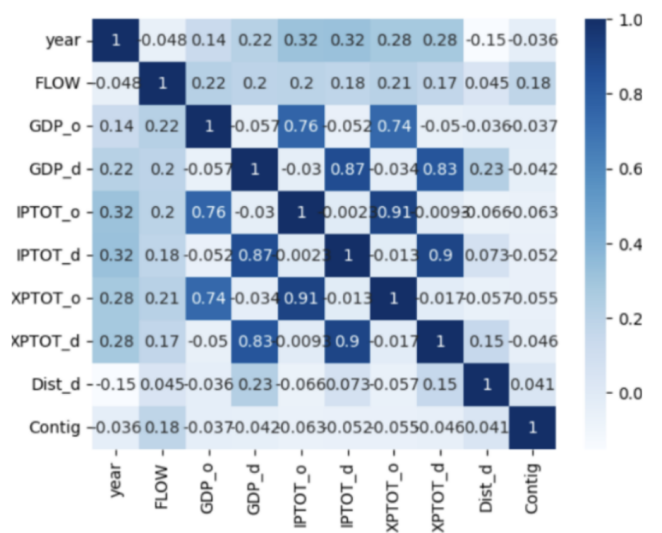 year 1 -0.048 0.14 0.22 0.32 0.32 0.28 0.28 -0.15 -0.036
FLOW -0.048 1 0.22 0.2 0.2 0.18 0.21 0.17 0.045 0.18
GDP_o 0.14 0.22 1 -0.057 0.76 -0.052 0.74 -0.05 -0.036 -0.037
GDP_d 0.22 0.2 -0.057 1 -0.03 0.87 -0.034 0.83 0.23 -0.042
IPTOT_o 0.32 0.2 0.76 -0.03 1 -0.0023 0.91 -0.0093 -0.066 -0.063
IPTOT_d 0.32 0.18 -0.052 0.87 -0.0023 1 -0.013 0.9 0.073 -0.052
XPTOT_o 0.28 0.21 0.74 -0.034 0.91 -0.013 1 -0.017 -0.057 -0.055
XPTOT_d 0.28 0.17 -0.05 0.83 -0.0093 0.9 -0.017 1 0.15 -0.046
Dist_d -0.15 0.045 -0.036 0.23 -0.066 0.073 -0.057 0.15 1 0.041
Contig -0.036 0.18 -0.037 -0.042 -0.063 -0.052 -0.055 -0.046 0.041 1
year FLOW GDP_o GDP_d IPTOT_o IPTOT_d XPTOT_o XPTOT_d Dist_d Contig
1.0
0.8
0.6
0.4
0.2
0.0